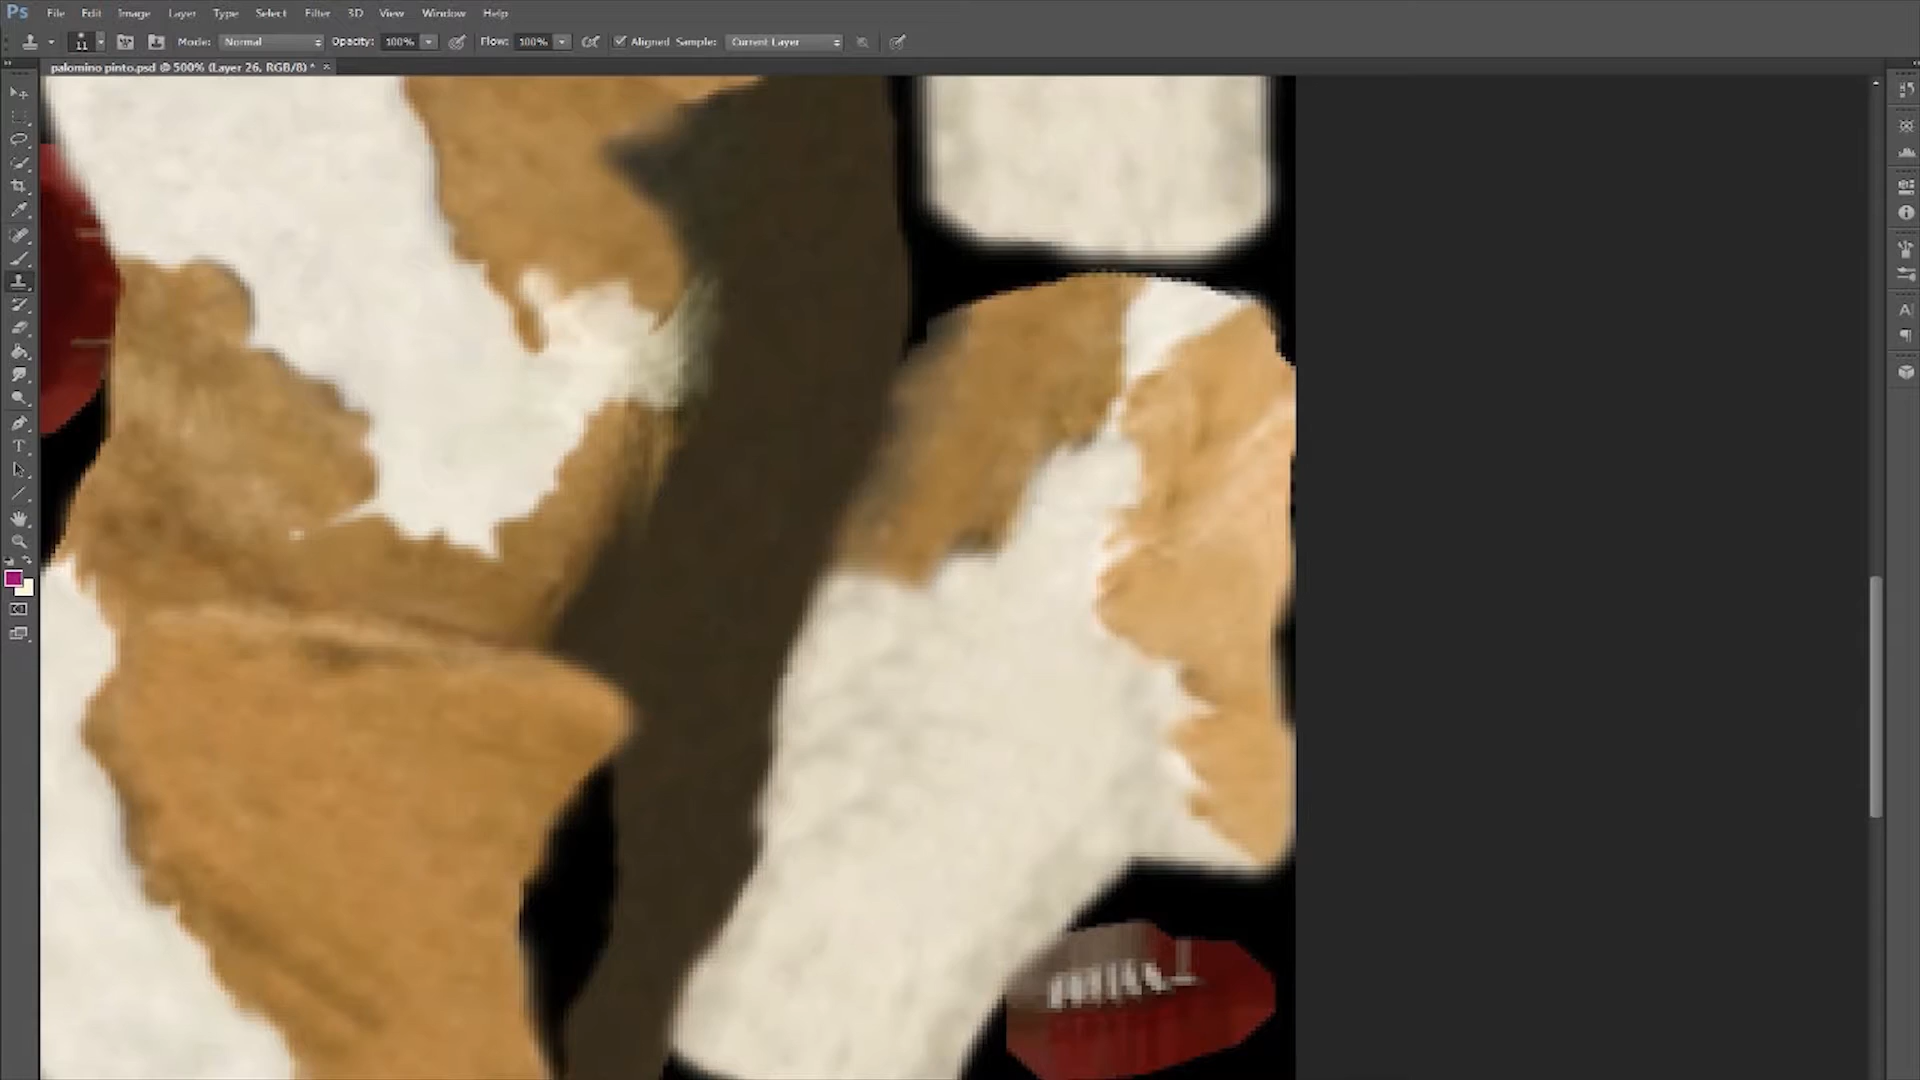 Ps File Edit Image Layer Type Select Filter 3D View Window Help
11 Mode: Normal Opacity: 100% Flow: 100% Aligned Sample: Current Layer
palomino pinto.psd @ 500% (Layer 26, RGB/8) *
T
A